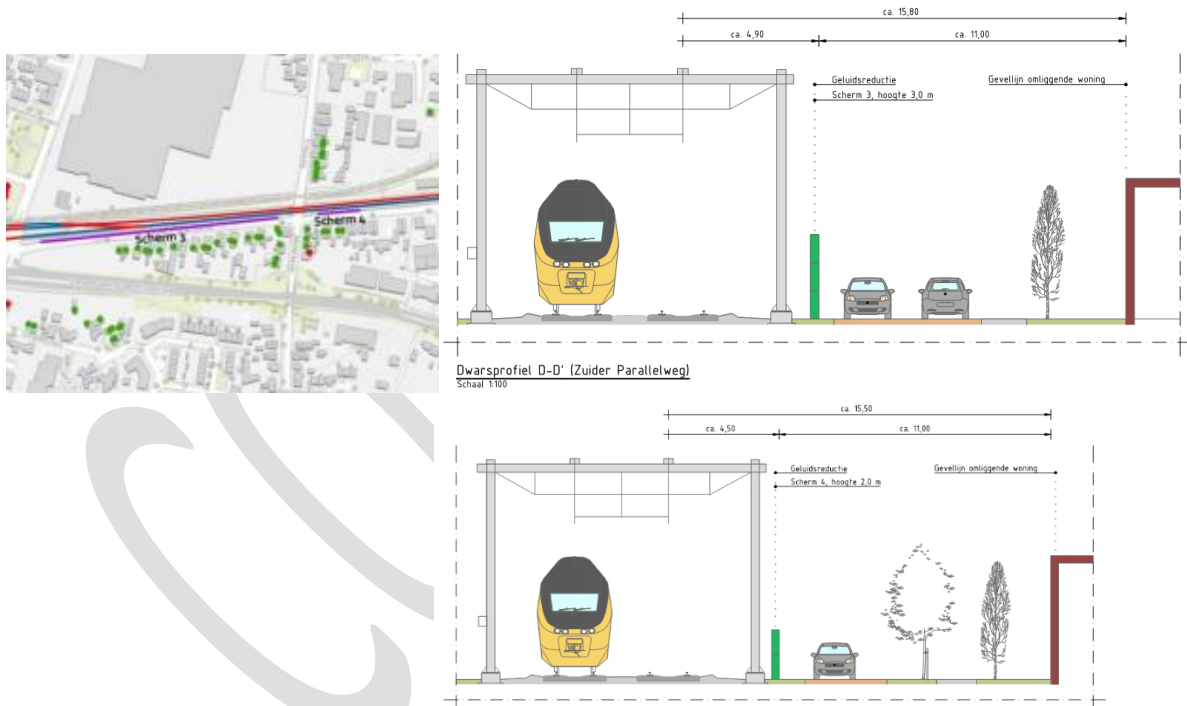 Scherm 3
Scherm 4
ca. 15,80
ca. 4,90
ca. 11,00
Geluidsreductie
Scherm 3, hoogte 3,0 m
Gevellijn omliggende woning
Dwarsprofiel D-D' (Zuider Parallelweg)
Schaal 1:100
ca. 15,50
ca. 4,50
ca. 11,00
Geluidsreductie
Scherm 4, hoogte 2,0 m
Gevellijn omliggende woning